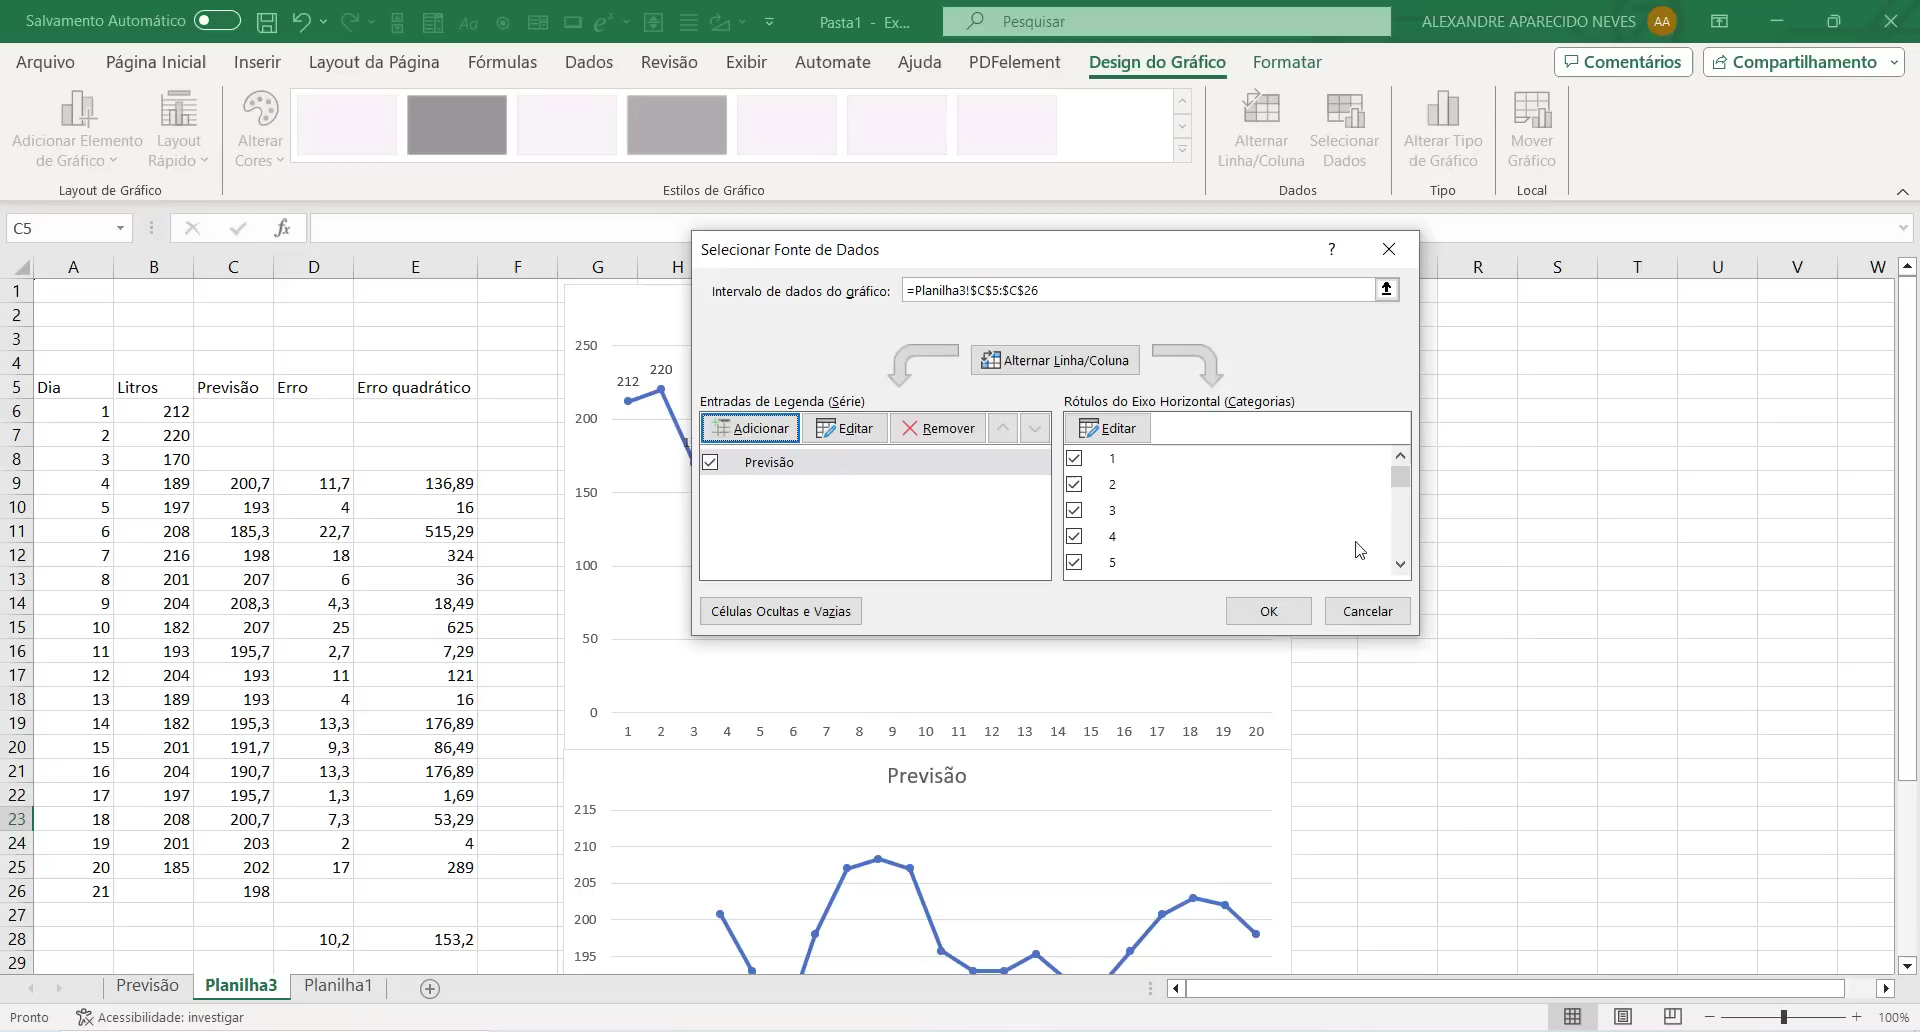 Salvamento Automático
Pasta1 - Ex...
Pesquisar
ALEXANDRE APARECIDO NEVES AA
Arquivo Página Inicial Inserir Layout da Página Fórmulas Dados Revisão Exibir Automate Ajuda PDFelement Design do Gráfico Formatar Comentários Compartilhamento
Adicionar Elemento de Gráfico
Layout Rápido
Alterar Cores
Alternar Linha/Coluna
Selecionar Dados
Alterar Tipo de Gráfico
Mover Gráfico
Layout de Gráfico Estilos de Gráfico Dados Tipo Local
C5 fx
A B C D E F G H R S T U V W
1
2
3
4
5 Dia Litros Previsão Erro Erro quadrático
6 1 212
7 2 220
8 3 170
9 4 189 200,7 11,7 136,89
10 5 197 193 4 16
11 6 208 185,3 22,7 515,29
12 7 216 198 18 324
13 8 201 207 6 36
14 9 204 208,3 4,3 18,49
15 10 182 207 25 625
16 11 193 195,7 2,7 7,29
17 12 204 193 11 121
18 13 189 193 4 16
19 14 182 195,3 13,3 176,89
20 15 201 191,7 9,3 86,49
21 16 204 190,7 13,3 176,89
22 17 197 195,7 1,3 1,69
23 18 208 200,7 7,3 53,29
24 19 201 203 2 4
25 20 185 202 17 289
26 21 198
27
28 10,2 153,2
29
250
200
150
100
50
0
212
220
1 2 3 4 5 6 7 8 9 10 11 12 13 14 15 16 17 18 19 20
Previsão
215
210
205
200
195
Selecionar Fonte de Dados ?
Intervalo de dados do gráfico: =Planilha3!$C$5:$C$26
Alternar Linha/Coluna
Entradas de Legenda (Série)
Adicionar Editar Remover
Previsão
Rótulos do Eixo Horizontal (Categorias)
Editar
1
2
3
4
5
Células Ocultas e Vazias OK Cancelar
Previsão Planilha3 Planilha1
Pronto Acessibilidade: investigar 100%